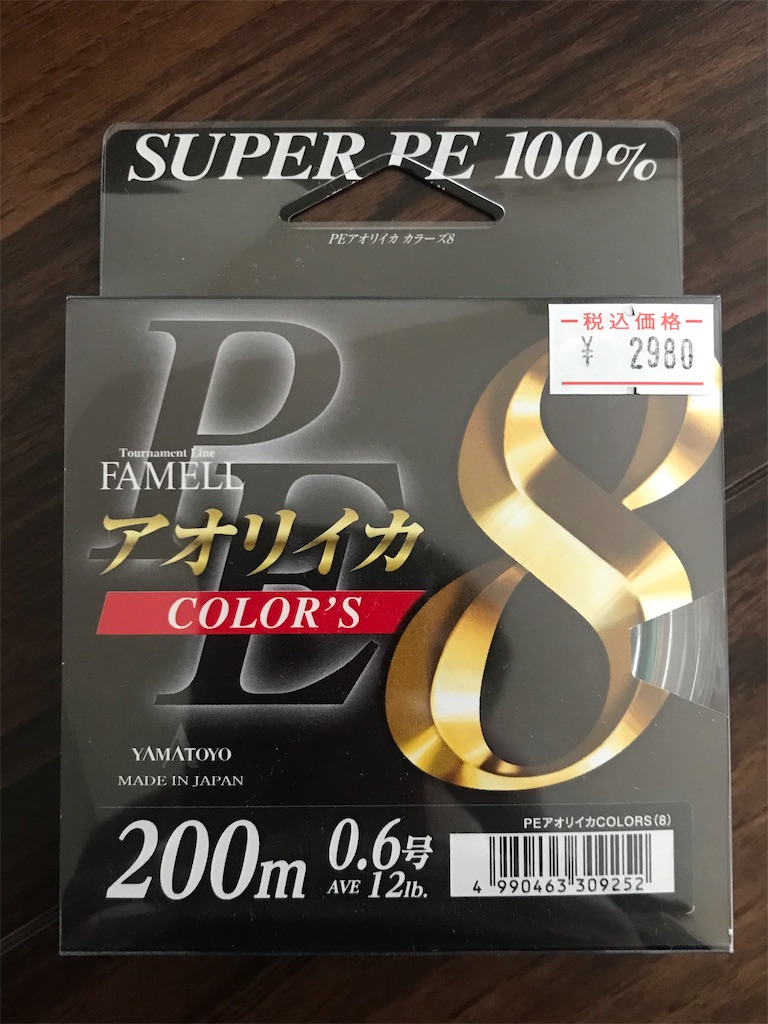 SUPER PE 100%
PEアオリイカ カラーズ8
税込価格
¥ 2980
PE
8
Tournament Line
FAMELL
アオリイカ
COLOR'S
YAMATOYO
MADE IN JAPAN
PEアオリイカCOLORS(8)
200m 0.6号
AVE 12lb.
4 990463 309252